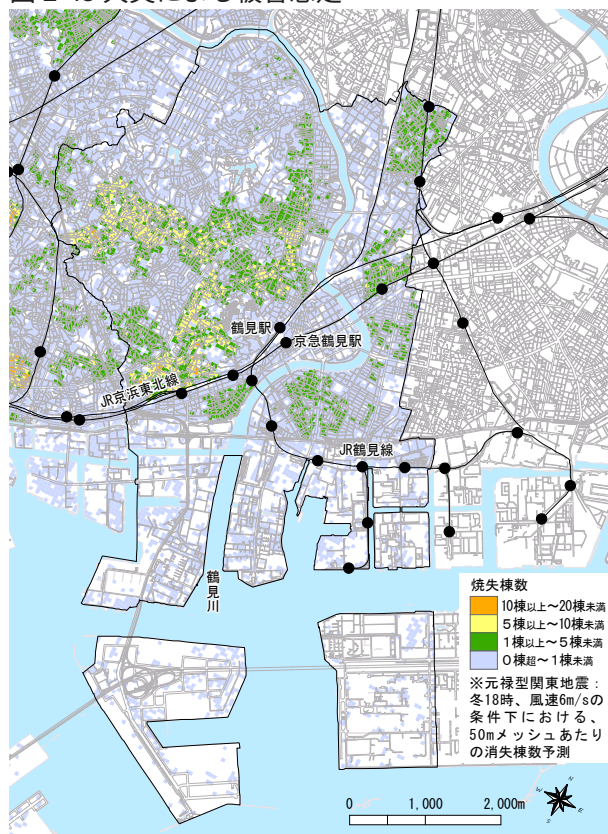 鶴見駅
京急鶴見駅
JR京浜東北線
JR鶴見線
鶴見川
焼失棟数
10棟以上～20棟未満
5棟以上～10棟未満
1棟以上～5棟未満
0棟超～1棟未満
※元禄型関東地震：
冬18時、風速6m/sの
条件下における、
50mメッシュあたり
の消失棟数予測
0 1,000 2,000m
N
W
E
S